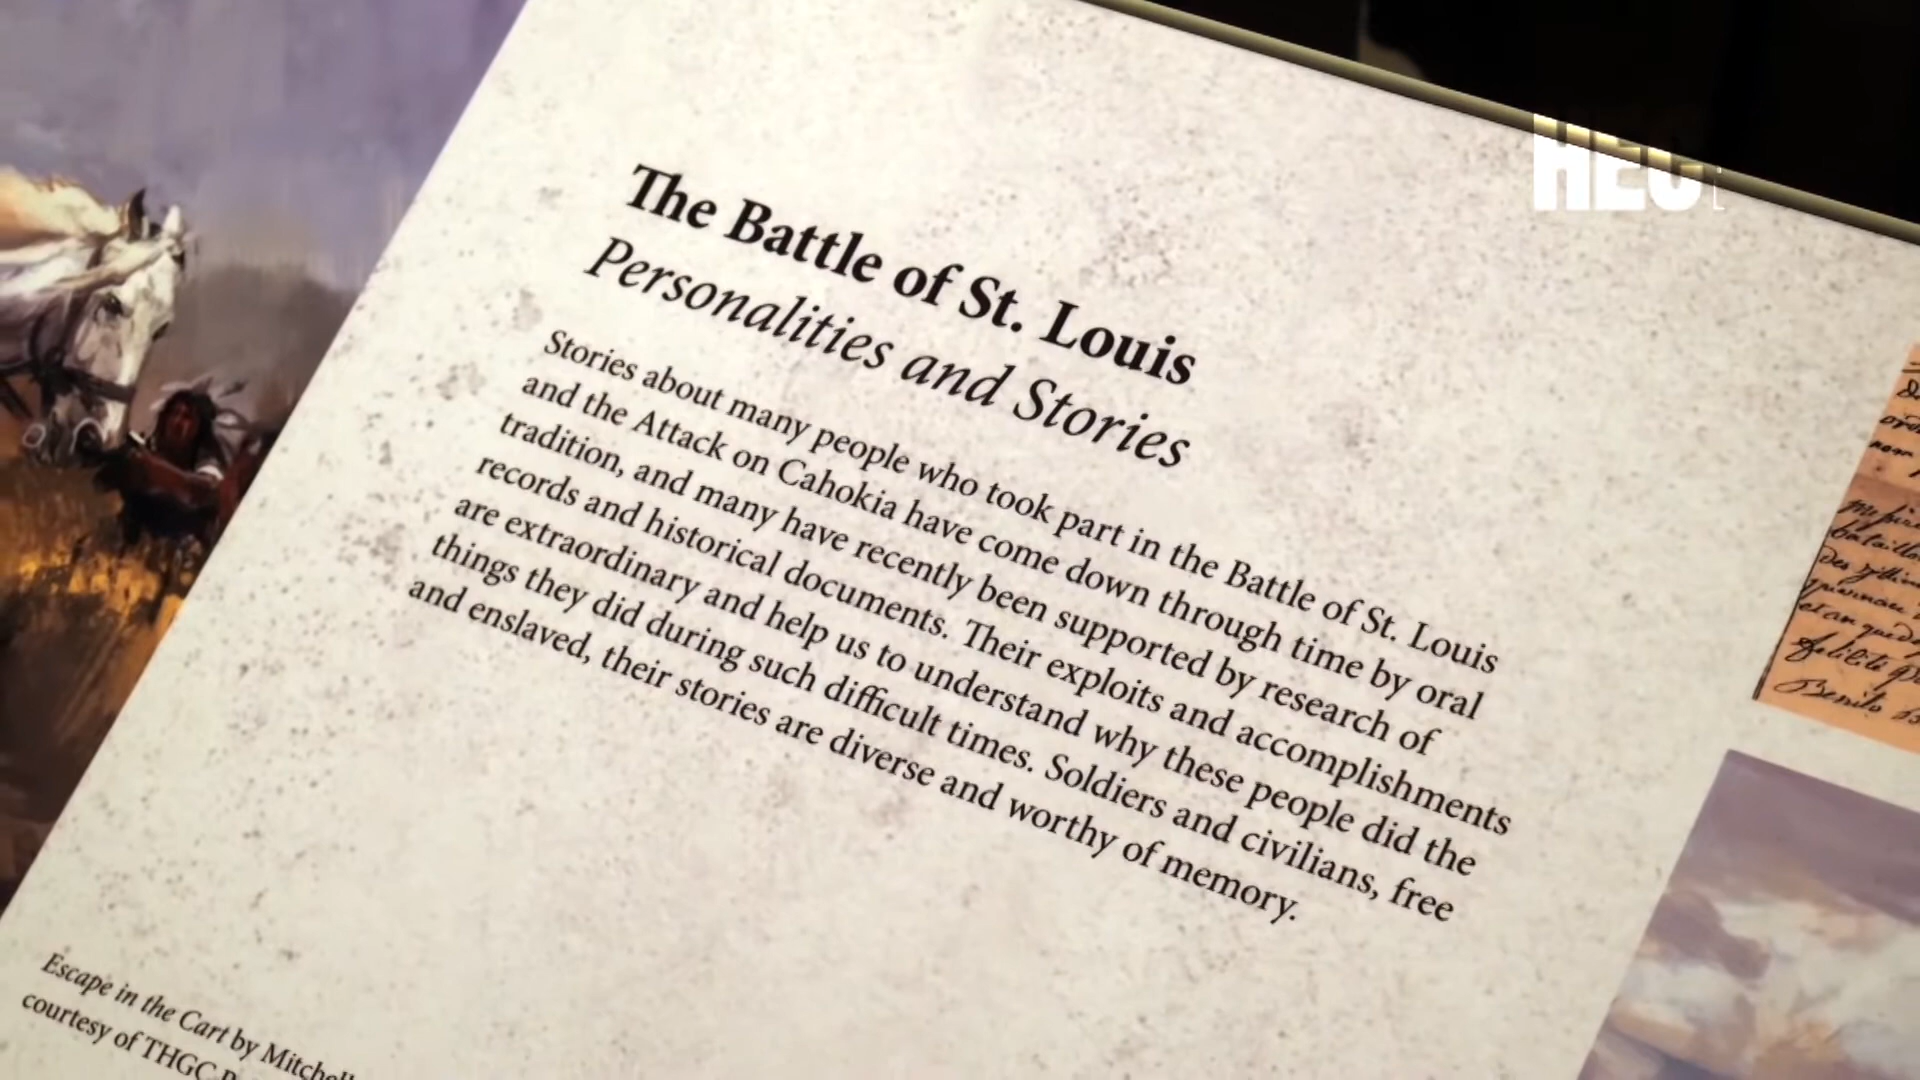 HEC
The Battle of St. Louis
Personalities and Stories
Stories about many people who took part in the Battle of St. Louis
and the Attack on Cahokia have come down through time by oral
tradition, and many have recently been supported by research of
records and historical documents. Their exploits and accomplishments
are extraordinary and help us to understand why these people did the
things they did during such difficult times. Soldiers and civilians, free
and enslaved, their stories are diverse and worthy of memory.
Escape in the Cart by Mitchell
courtesy of THGC